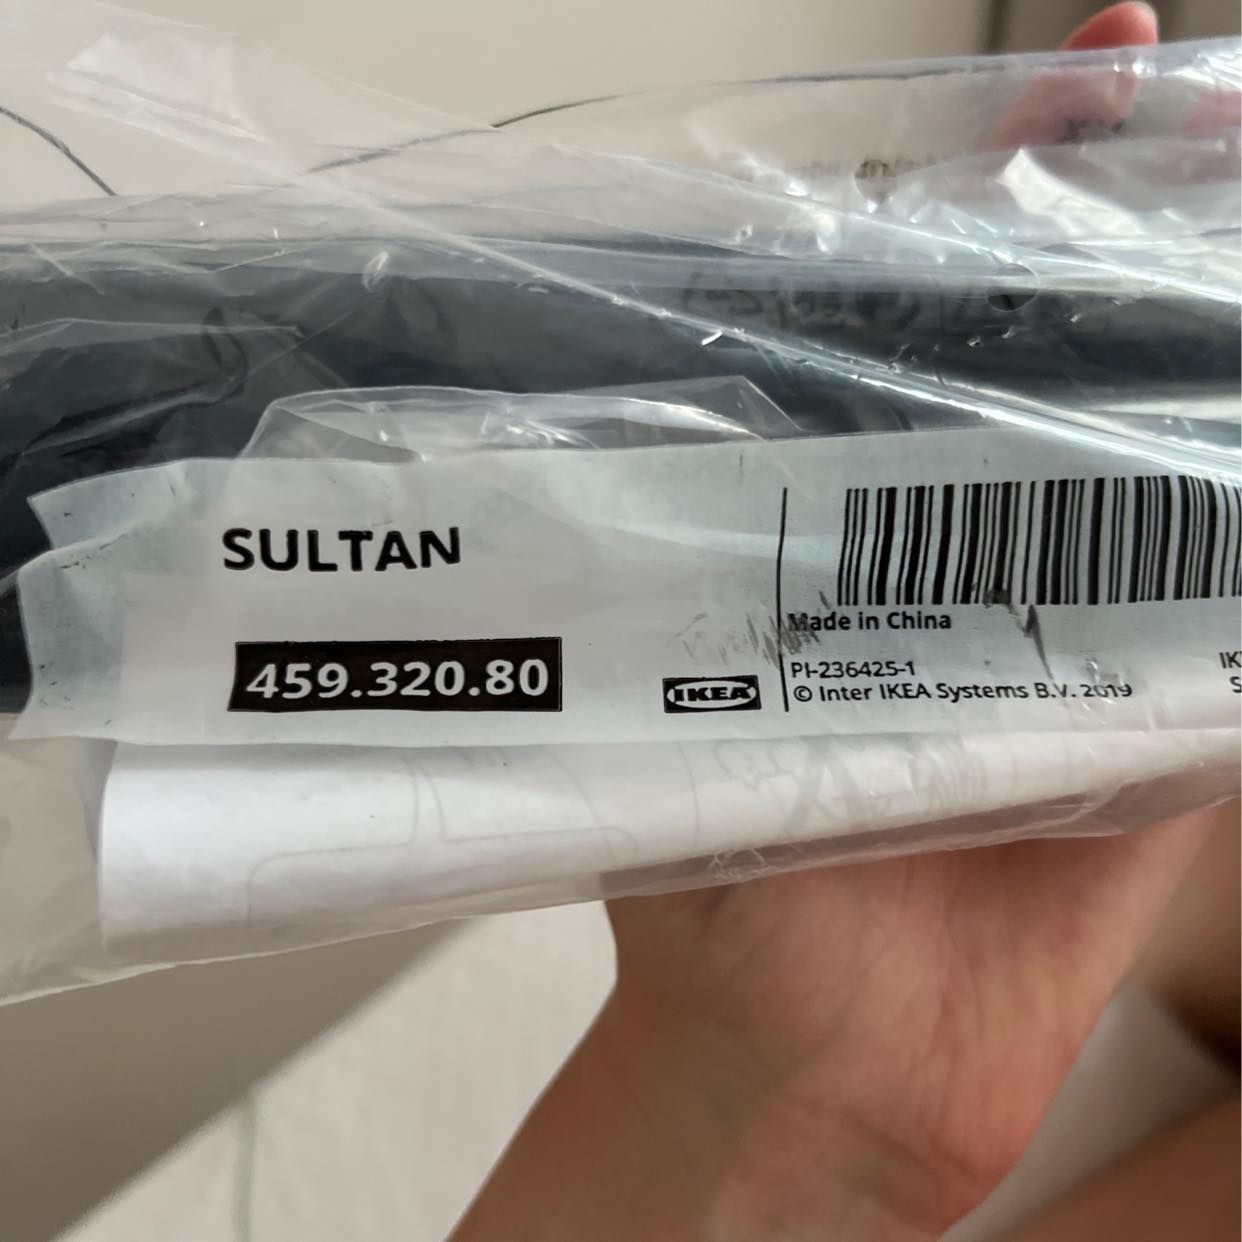 SULTAN
459.320.80
IKEA
Made in China
PI-236425-1
© Inter IKEA Systems B.V. 2019